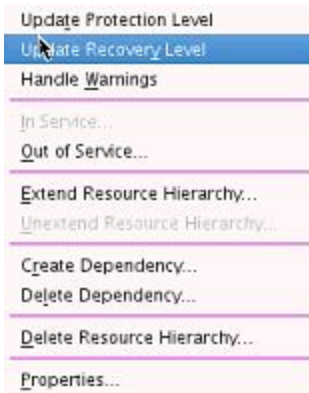 Update Protection Level
Update Recovery Level
Handle Warnings
In Service...
Out of Service...
Extend Resource Hierarchy...
Unextend Resource Hierarchy...
Create Dependency...
Delete Dependency...
Delete Resource Hierarchy...
Properties...